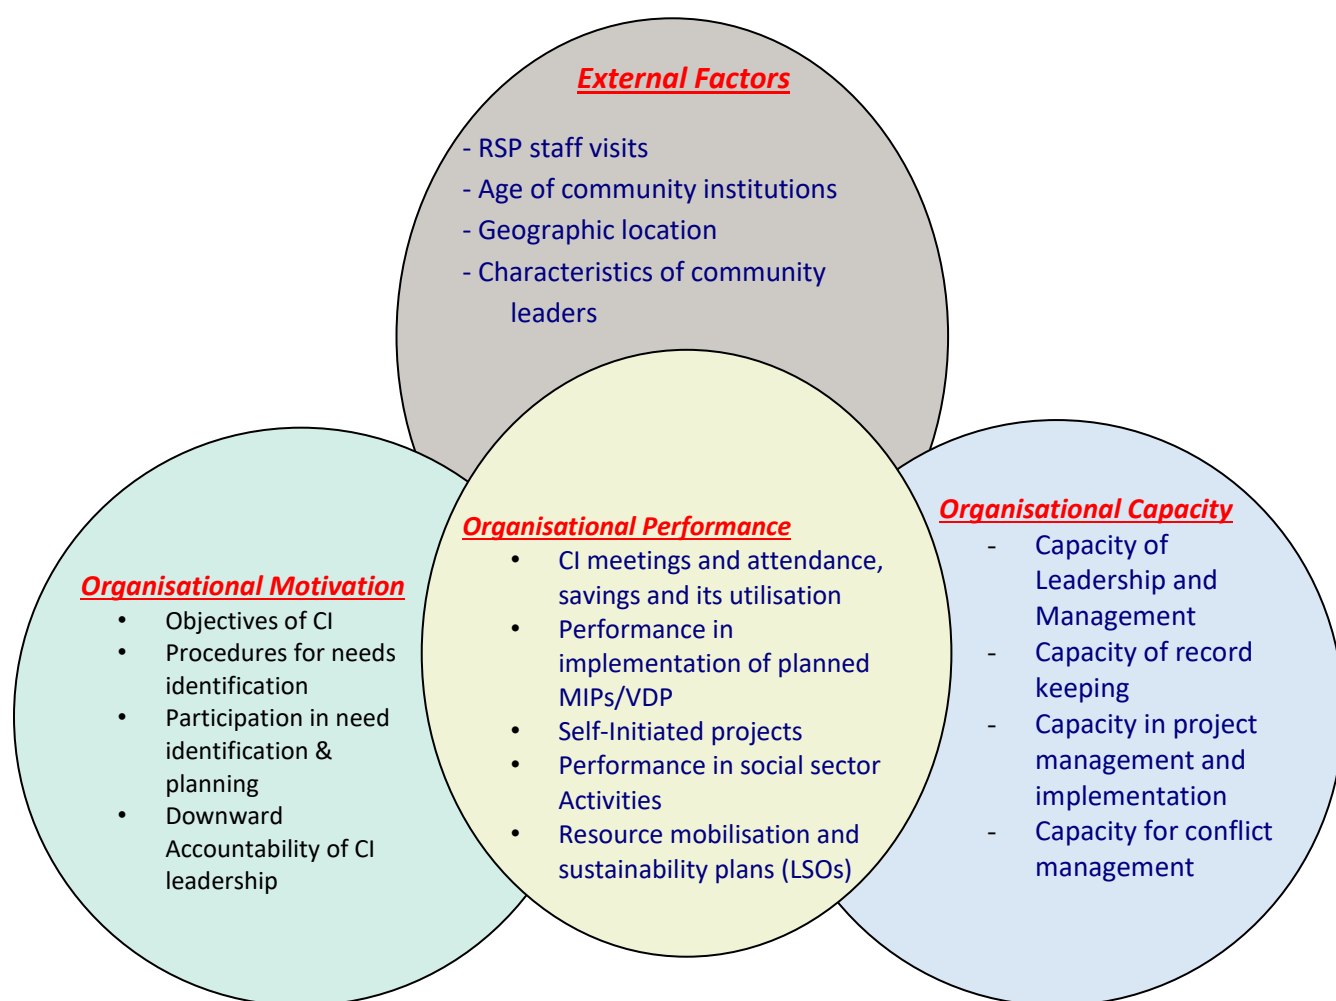 External Factors
- RSP staff visits
- Age of community institutions
- Geographic location
- Characteristics of community
leaders
Organisational Motivation
• Objectives of CI
• Procedures for needs
identification
• Participation in need
identification &
planning
• Downward
Accountability of CI
leadership
Organisational Performance
• CI meetings and attendance,
savings and its utilisation
• Performance in
implementation of planned
MIPs/VDP
• Self-Initiated projects
• Performance in social sector
Activities
• Resource mobilisation and
sustainability plans (LSOs)
Organisational Capacity
- Capacity of
Leadership and
Management
- Capacity of record
keeping
- Capacity in project
management and
implementation
- Capacity for conflict
management